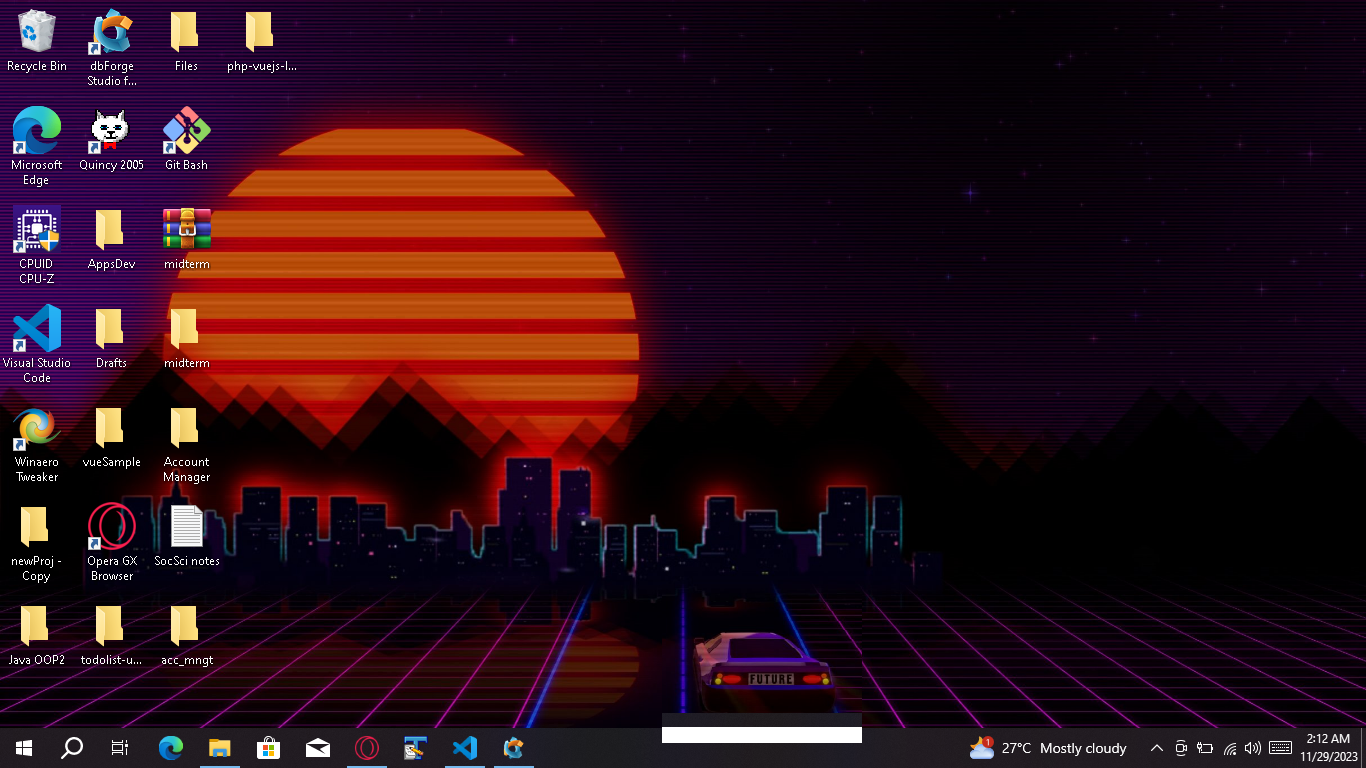 Recycle Bin
dbForge
Studio f...
Files
php-vuejs-l...
Microsoft
Edge
Quincy 2005
Git Bash
CPUID
CPU-Z
AppsDev
midterm
Visual Studio
Code
Drafts
midterm
Winaero
Tweaker
vueSample
Account
Manager
newProj -
Copy
Opera GX
Browser
SocSci notes
Java OOP2
todolist-u...
acc_mngt
FUTURE
1
27°C Mostly cloudy
2:12 AM
11/29/2023